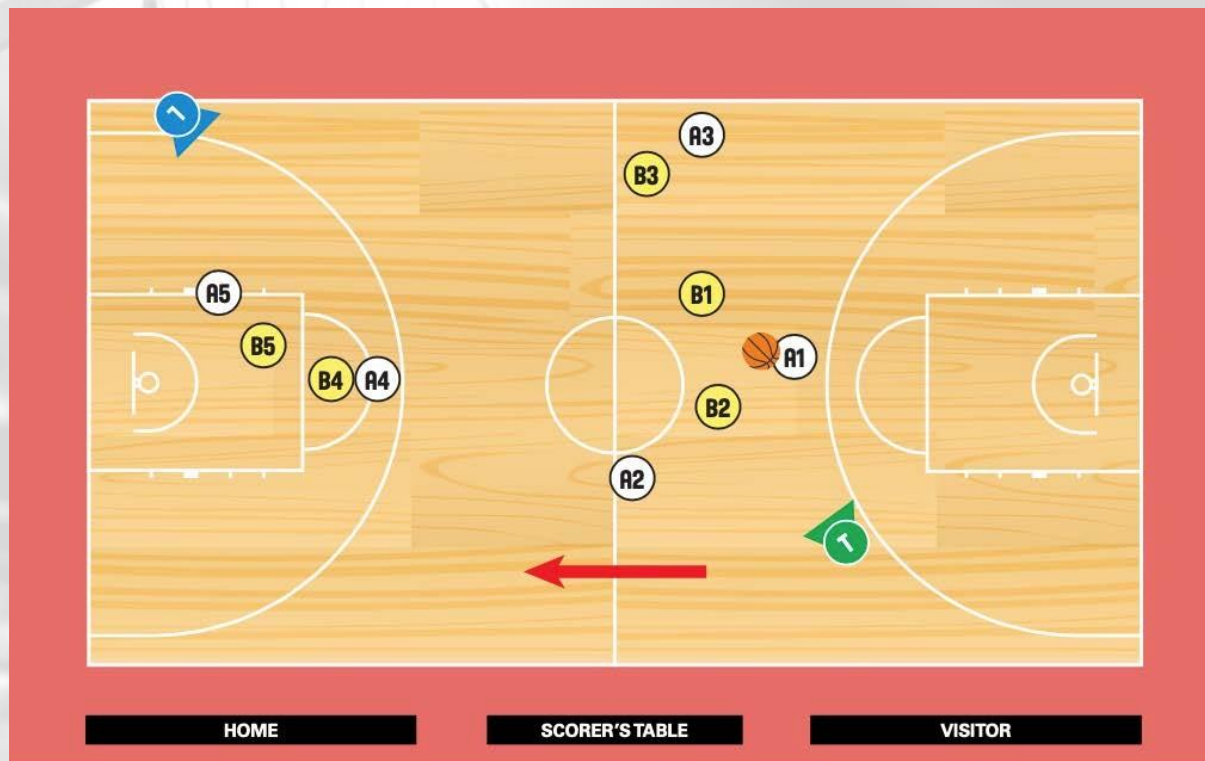 L
A3
B3
A5
B1
B5
A1
B4
A4
B2
A2
T
HOME
SCORER'S TABLE
VISITOR